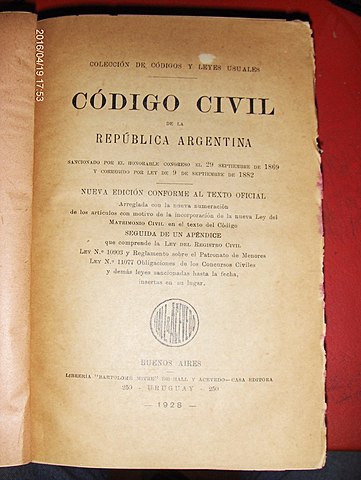 COLECCIÓN DE CÓDIGOS Y LEYES USUALES
CÓDIGO CIVIL
DE LA
REPÚBLICA ARGENTINA
SANCIONADO POR EL HONORABLE CONGRESO EL 29 SEPTIEMBRE DE 1869
Y CORREGIDO POR LEY DE 9 DE SEPTIEMBRE DE 1882
NUEVA EDICIÓN CONFORME AL TEXTO OFICIAL
Arreglada con la nueva numeración
de los artículos con motivo de la incorporación de la nueva Ley del
MATRIMONIO CIVIL en el texto del Código
SEGUIDA DE UN APÉNDICE
que comprende la LEY DEL REGISTRO CIVIL
LEY N.º 10903 y Reglamento sobre el Patronato de Menores
LEY N.º 11077 Obligaciones de los Concursos Civiles
y demás leyes sancionadas hasta la fecha,
insertas en un lugar.
BUENOS AIRES
LIBRERÍA "BARTOLOMÉ MITRE" DE VALL Y ACEVEDO—CASA EDITORA
250 - URUGUAY - 250
— 1928 —
2016/04/19 17:53